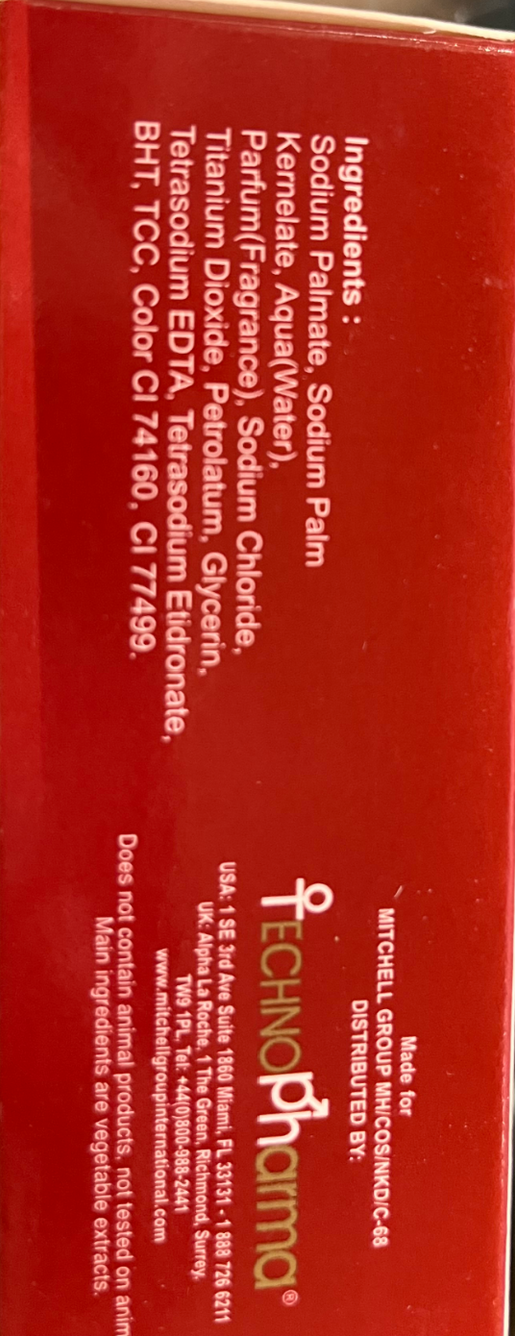 Ingredients :
Sodium Palmate, Sodium Palm
Kernelate, Aqua(Water),
Parfum(Fragrance), Sodium Chloride,
Titanium Dioxide, Petrolatum, Glycerin,
Tetrasodium EDTA, Tetrasodium Etidronate,
BHT, TCC, Color CI 74160, CI 77499.
Made for
MITCHELL GROUP MH/COS/NKD/C-68
DISTRIBUTED BY:
TECHNOPharma®
USA: 1 SE 3rd Ave Suite 1860 Miami, FL 33131 - 1 888 726 6211
UK: Alpha La Roche, 1 The Green, Richmond, Surrey,
TW9 1PL, Tel: +44(0)800-988-2441
www.mitchellgroupinternational.com
Does not contain animal products, not tested on anim
Main ingredients are vegetable extracts.